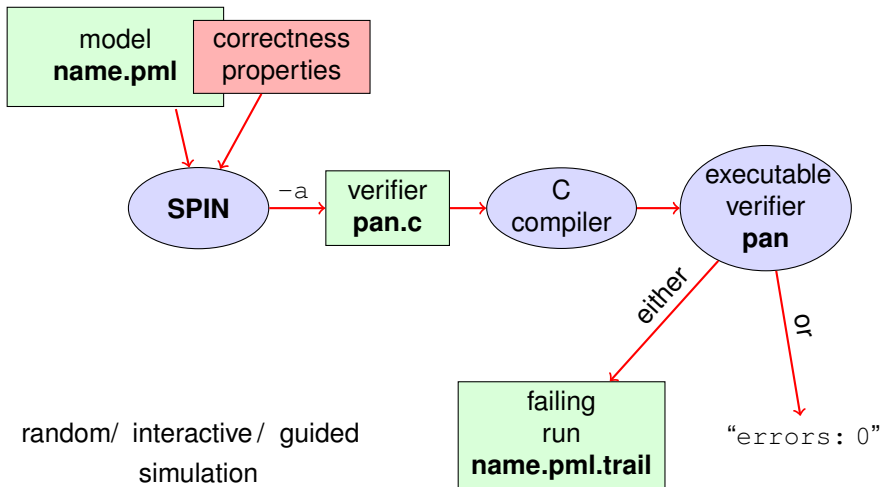 model
name.pml
correctness
properties
SPIN
-a
verifier
pan.c
C
compiler
executable
verifier
pan
either
or
failing
run
name.pml.trail
“errors: 0”
random/ interactive / guided
simulation